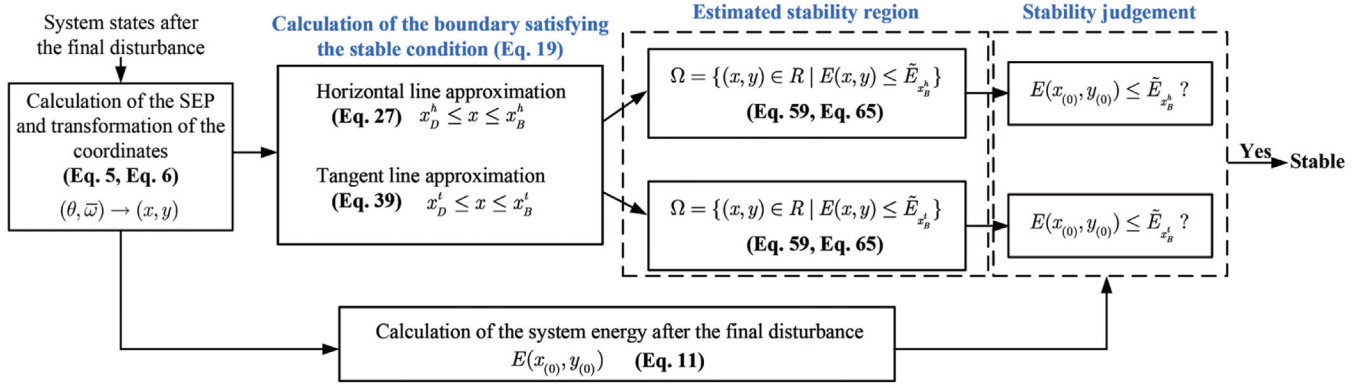 System states after
the final disturbance
Calculation of the SEP
and transformation of the
coordinates
(Eq. 5, Eq. 6)
(θ, ω̅) → (x, y)
Calculation of the boundary satisfying
the stable condition (Eq. 19)
Horizontal line approximation
(Eq. 27) x_D^h ≤ x ≤ x_B^h
Tangent line approximation
(Eq. 39) x_D^t ≤ x ≤ x_B^t
Estimated stability region
Ω = {(x, y) ∈ R | E(x, y) ≤ Ẽ_{x_B^h}}
(Eq. 59, Eq. 65)
Ω = {(x, y) ∈ R | E(x, y) ≤ Ẽ_{x_B^t}}
(Eq. 59, Eq. 65)
Stability judgement
E(x_(0), y_(0)) ≤ Ẽ_{x_B^h} ?
E(x_(0), y_(0)) ≤ Ẽ_{x_B^t} ?
Yes
Stable
Calculation of the system energy after the final disturbance
E(x_(0), y_(0)) (Eq. 11)